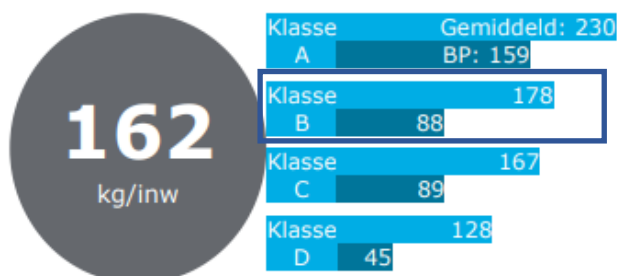 162
kg/inw
Klasse Gemiddeld: 230
A BP: 159
Klasse 178
B 88
Klasse 167
C 89
Klasse 128
D 45